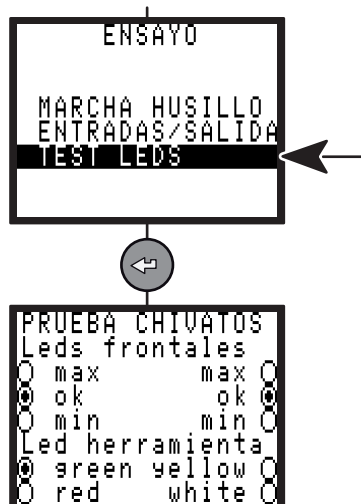 ENSAYO
MARCHA HUSILLO
ENTRADAS/SALIDA
TEST LEDS
PRUEBA CHIVATOS
Leds frontales
max max
ok ok
min min
Led herramienta
green yellow
red white